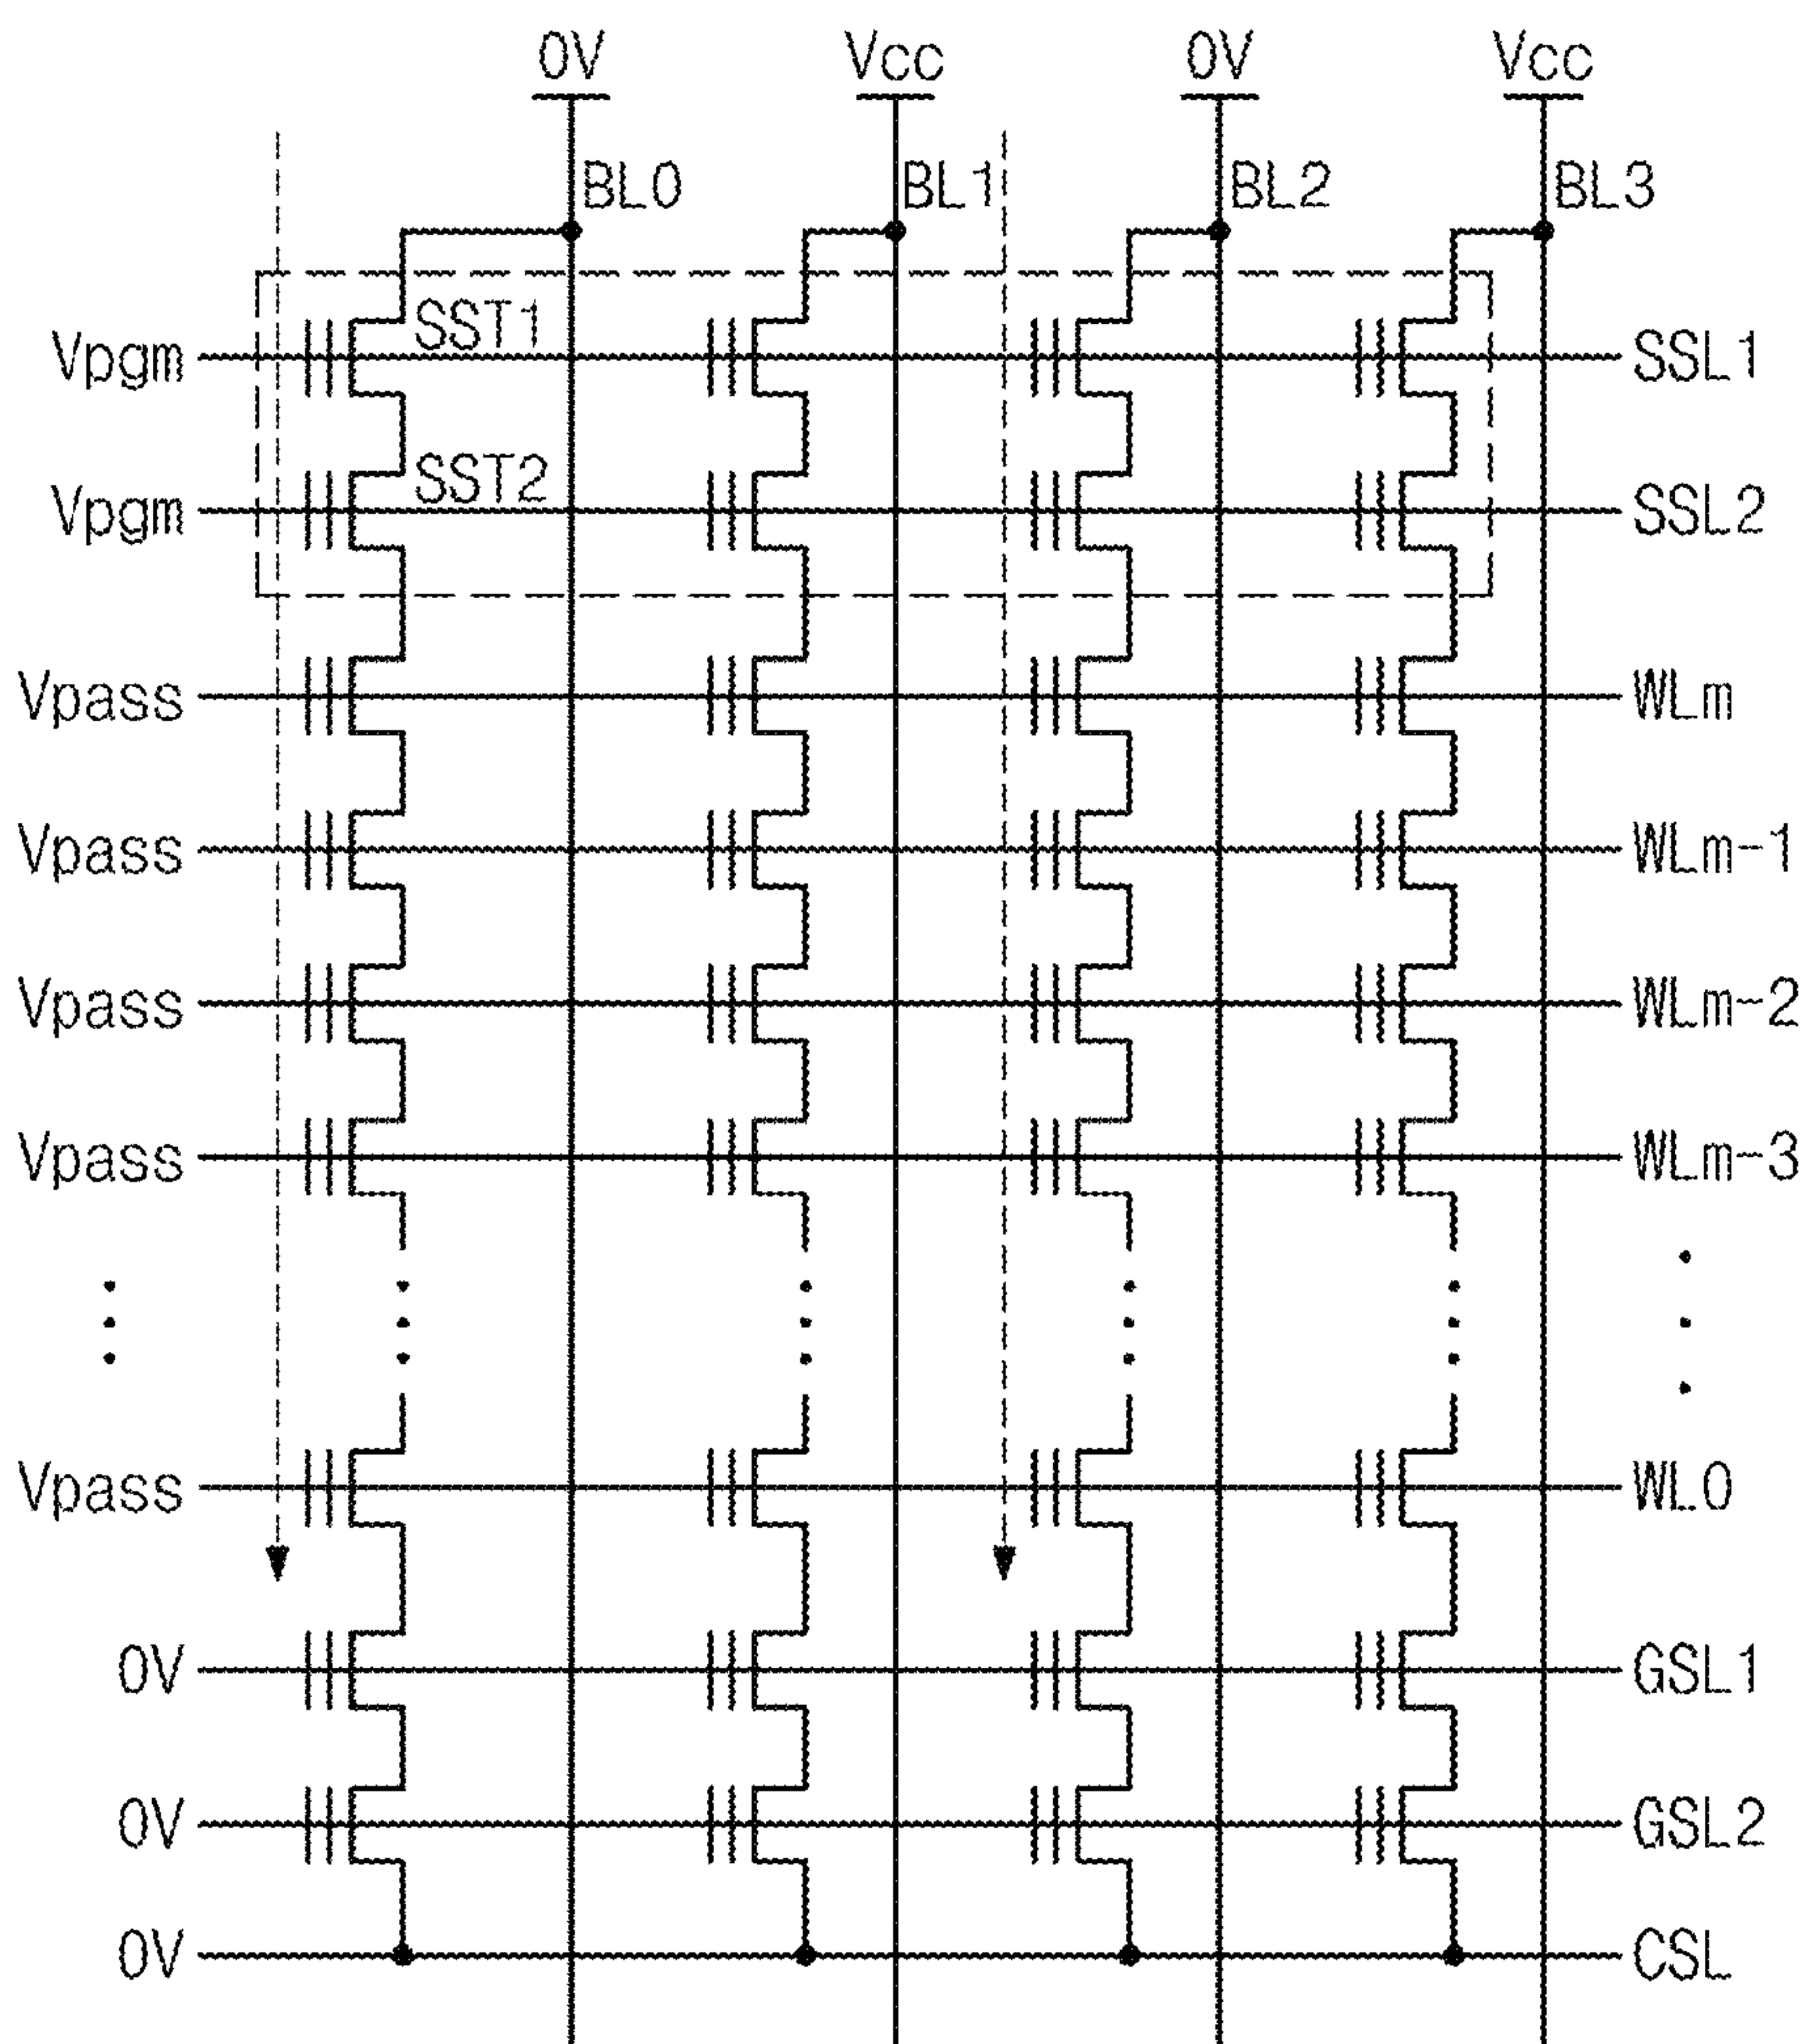 0V Vcc 0V Vcc
BL0 BL1 BL2 BL3
Vpgm SST1 SSL1
Vpgm SST2 SSL2
Vpass WLm
Vpass WLm-1
Vpass WLm-2
Vpass WLm-3
Vpass WL0
0V GSL1
0V GSL2
0V CSL